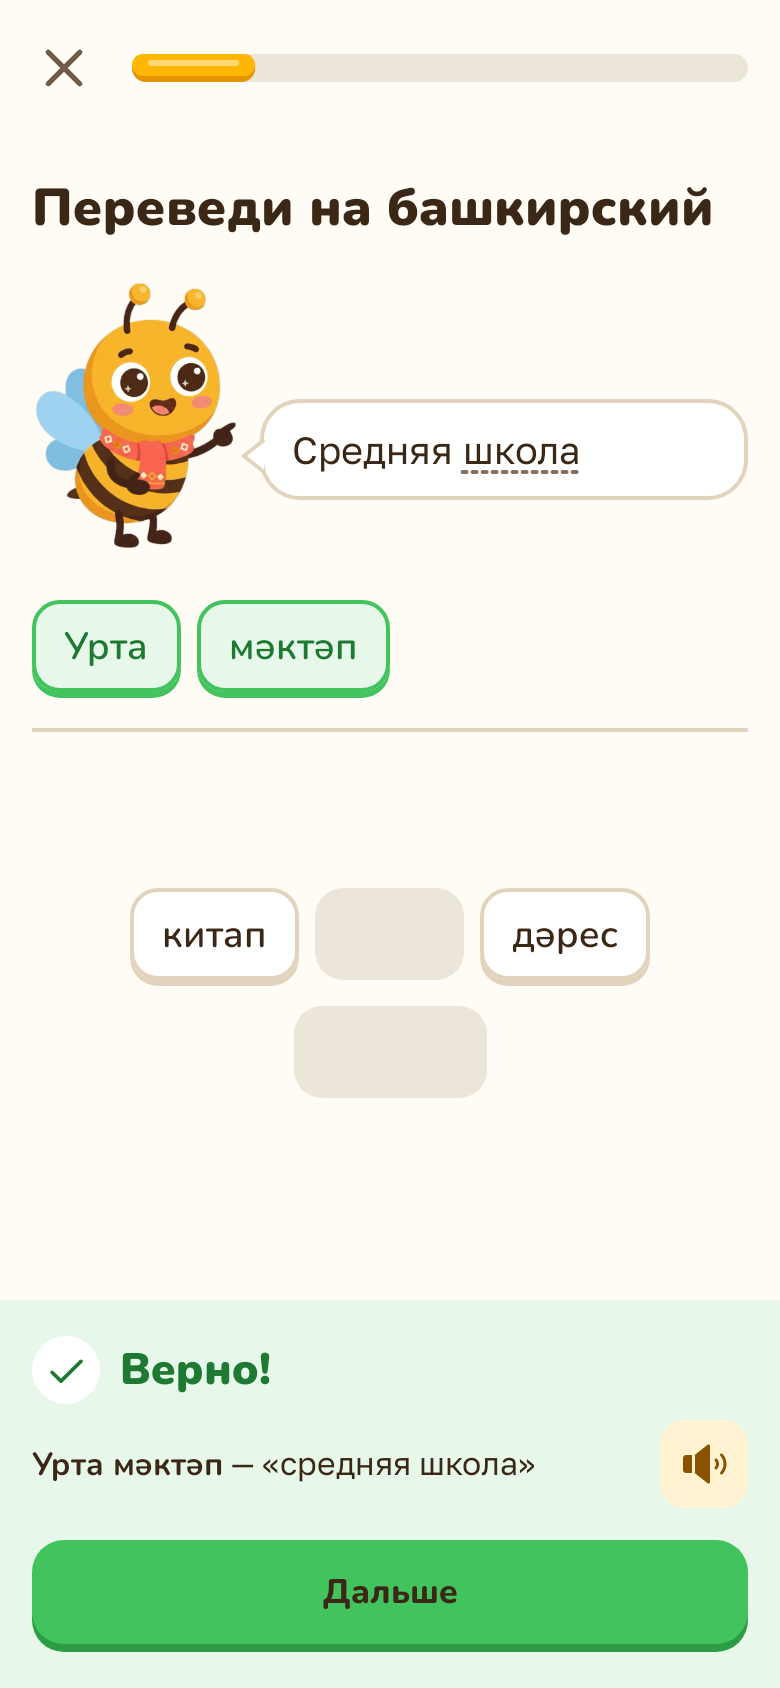 Переведи на башкирский
Средняя школа
Урта мәктәп
китап дәрес
Верно!
Урта мәктәп — «средняя школа»
Дальше